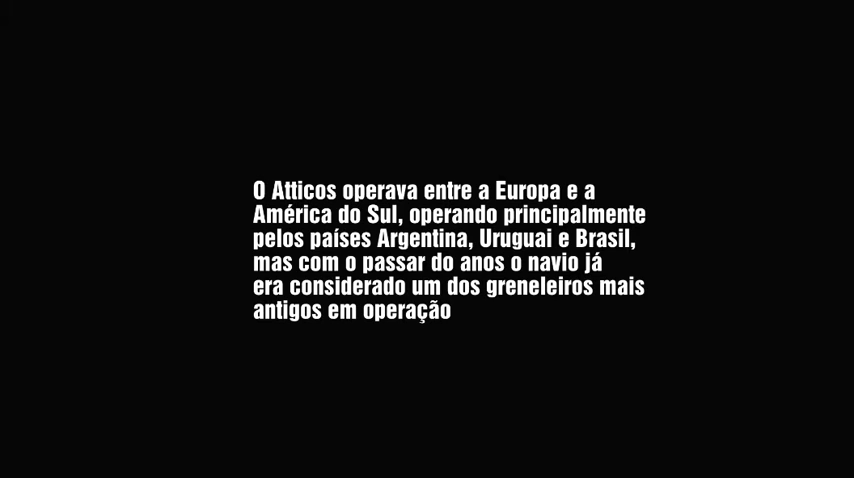 O Atticos operava entre a Europa e a
América do Sul, operando principalmente
pelos países Argentina, Uruguai e Brasil,
mas com o passar do anos o navio já
era considerado um dos greneleiros mais
antigos em operação